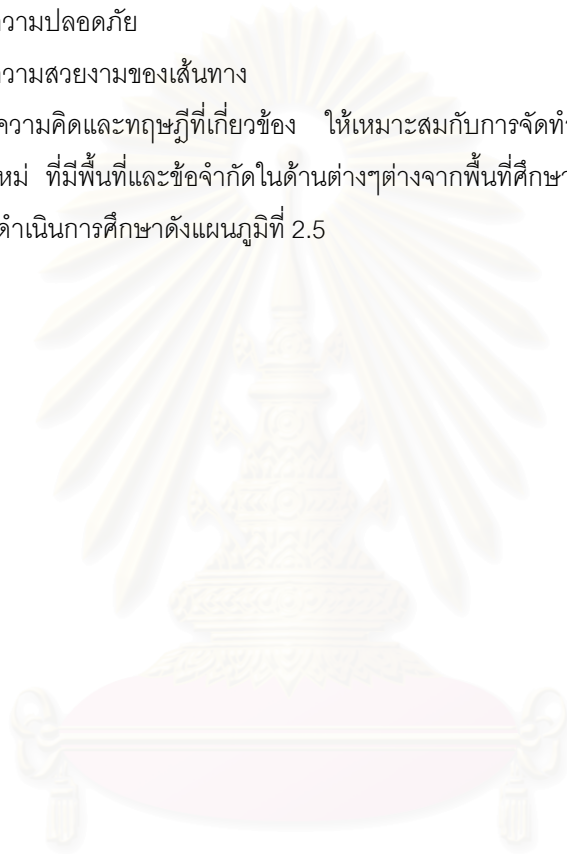 ความปลอดภัย
ความสวยงามของเส้นทาง
ความคิดและทฤษฎีที่เกี่ยวข้อง ให้เหมาะสมกับการจัดทำ
หม่ ที่มีพื้นที่และข้อจำกัดในด้านต่างๆต่างจากพื้นที่ศึกษา
ดำเนินการศึกษาดังแผนภูมิที่ 2.5